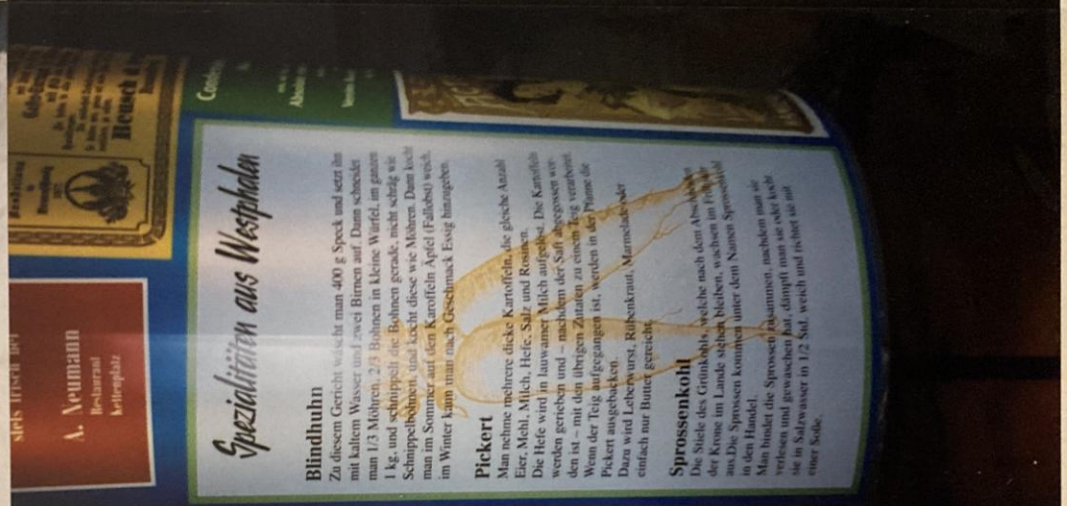 stets frisch bei
A. Neumann
Restaurant
Kettenplatz
Heusch &
Spezialitäten aus Westphalen
Blindhuhn
Zu diesem Gericht wäscht man 400 g Speck und setzt ihn
mit kaltem Wasser und zwei Birnen auf. Dann schneidet
man 1/3 Möhren, 2/3 Bohnen in kleine Würfel, im ganzen
1 kg, und schnippelt die Bohnen gerade, nicht schräg wie
Schnippelbohnen, und kocht diese wie Möhren. Dann kocht
man im Sommer auf den Karoffeln Äpfel (Fallobst) weich,
im Winter kann man nach Geschmack Essig hinzugeben.
Pickert
Man nehme mehrere dicke Kartoffeln, die gleiche Anzahl
Eier, Mehl, Milch, Hefe, Salz und Rosinen.
Die Hefe wird in lauwarmer Milch aufgelöst. Die Kartoffeln
werden gerieben und – nachdem der Saft abgegossen wor-
den ist – mit den übrigen Zutaten zu einem Teig verarbeitet.
Wenn der Teig aufgegangen ist, werden in der Pfanne die
Pickert ausgebacken.
Dazu wird Leberwurst, Rübenkraut, Marmelade oder
einfach nur Butter gereicht.
Sprossenkohl
Die Stiele des Grünkohls, welche nach dem Abschneiden
der Krone im Lande stehen bleiben, wachsen im Frühjahr
aus.Die Sprossen kommen unter dem Namen Sprossenkohl
in den Handel.
Man bindet die Sprossen zusammen, nachdem man sie
verlesen und gewaschen hat, dämpft man sie oder kocht
sie in Salzwasser in 1/2 Std. weich und richtet sie mit
einer Soße.